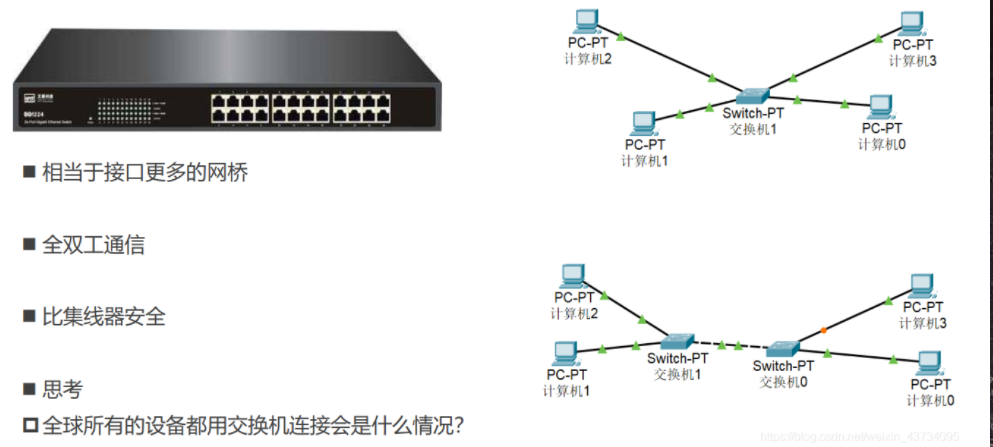 相当于接口更多的网桥
全双工通信
比集线器安全
思考
全球所有的设备都用交换机连接会是什么情况?
PC-PT
计算机2
PC-PT
计算机3
Switch-PT
交换机1
PC-PT
计算机1
PC-PT
计算机0
PC-PT
计算机2
PC-PT
计算机3
Switch-PT
交换机1
Switch-PT
交换机0
PC-PT
计算机1
PC-PT
计算机0
https://blog.csdn.net/weixin_43734095